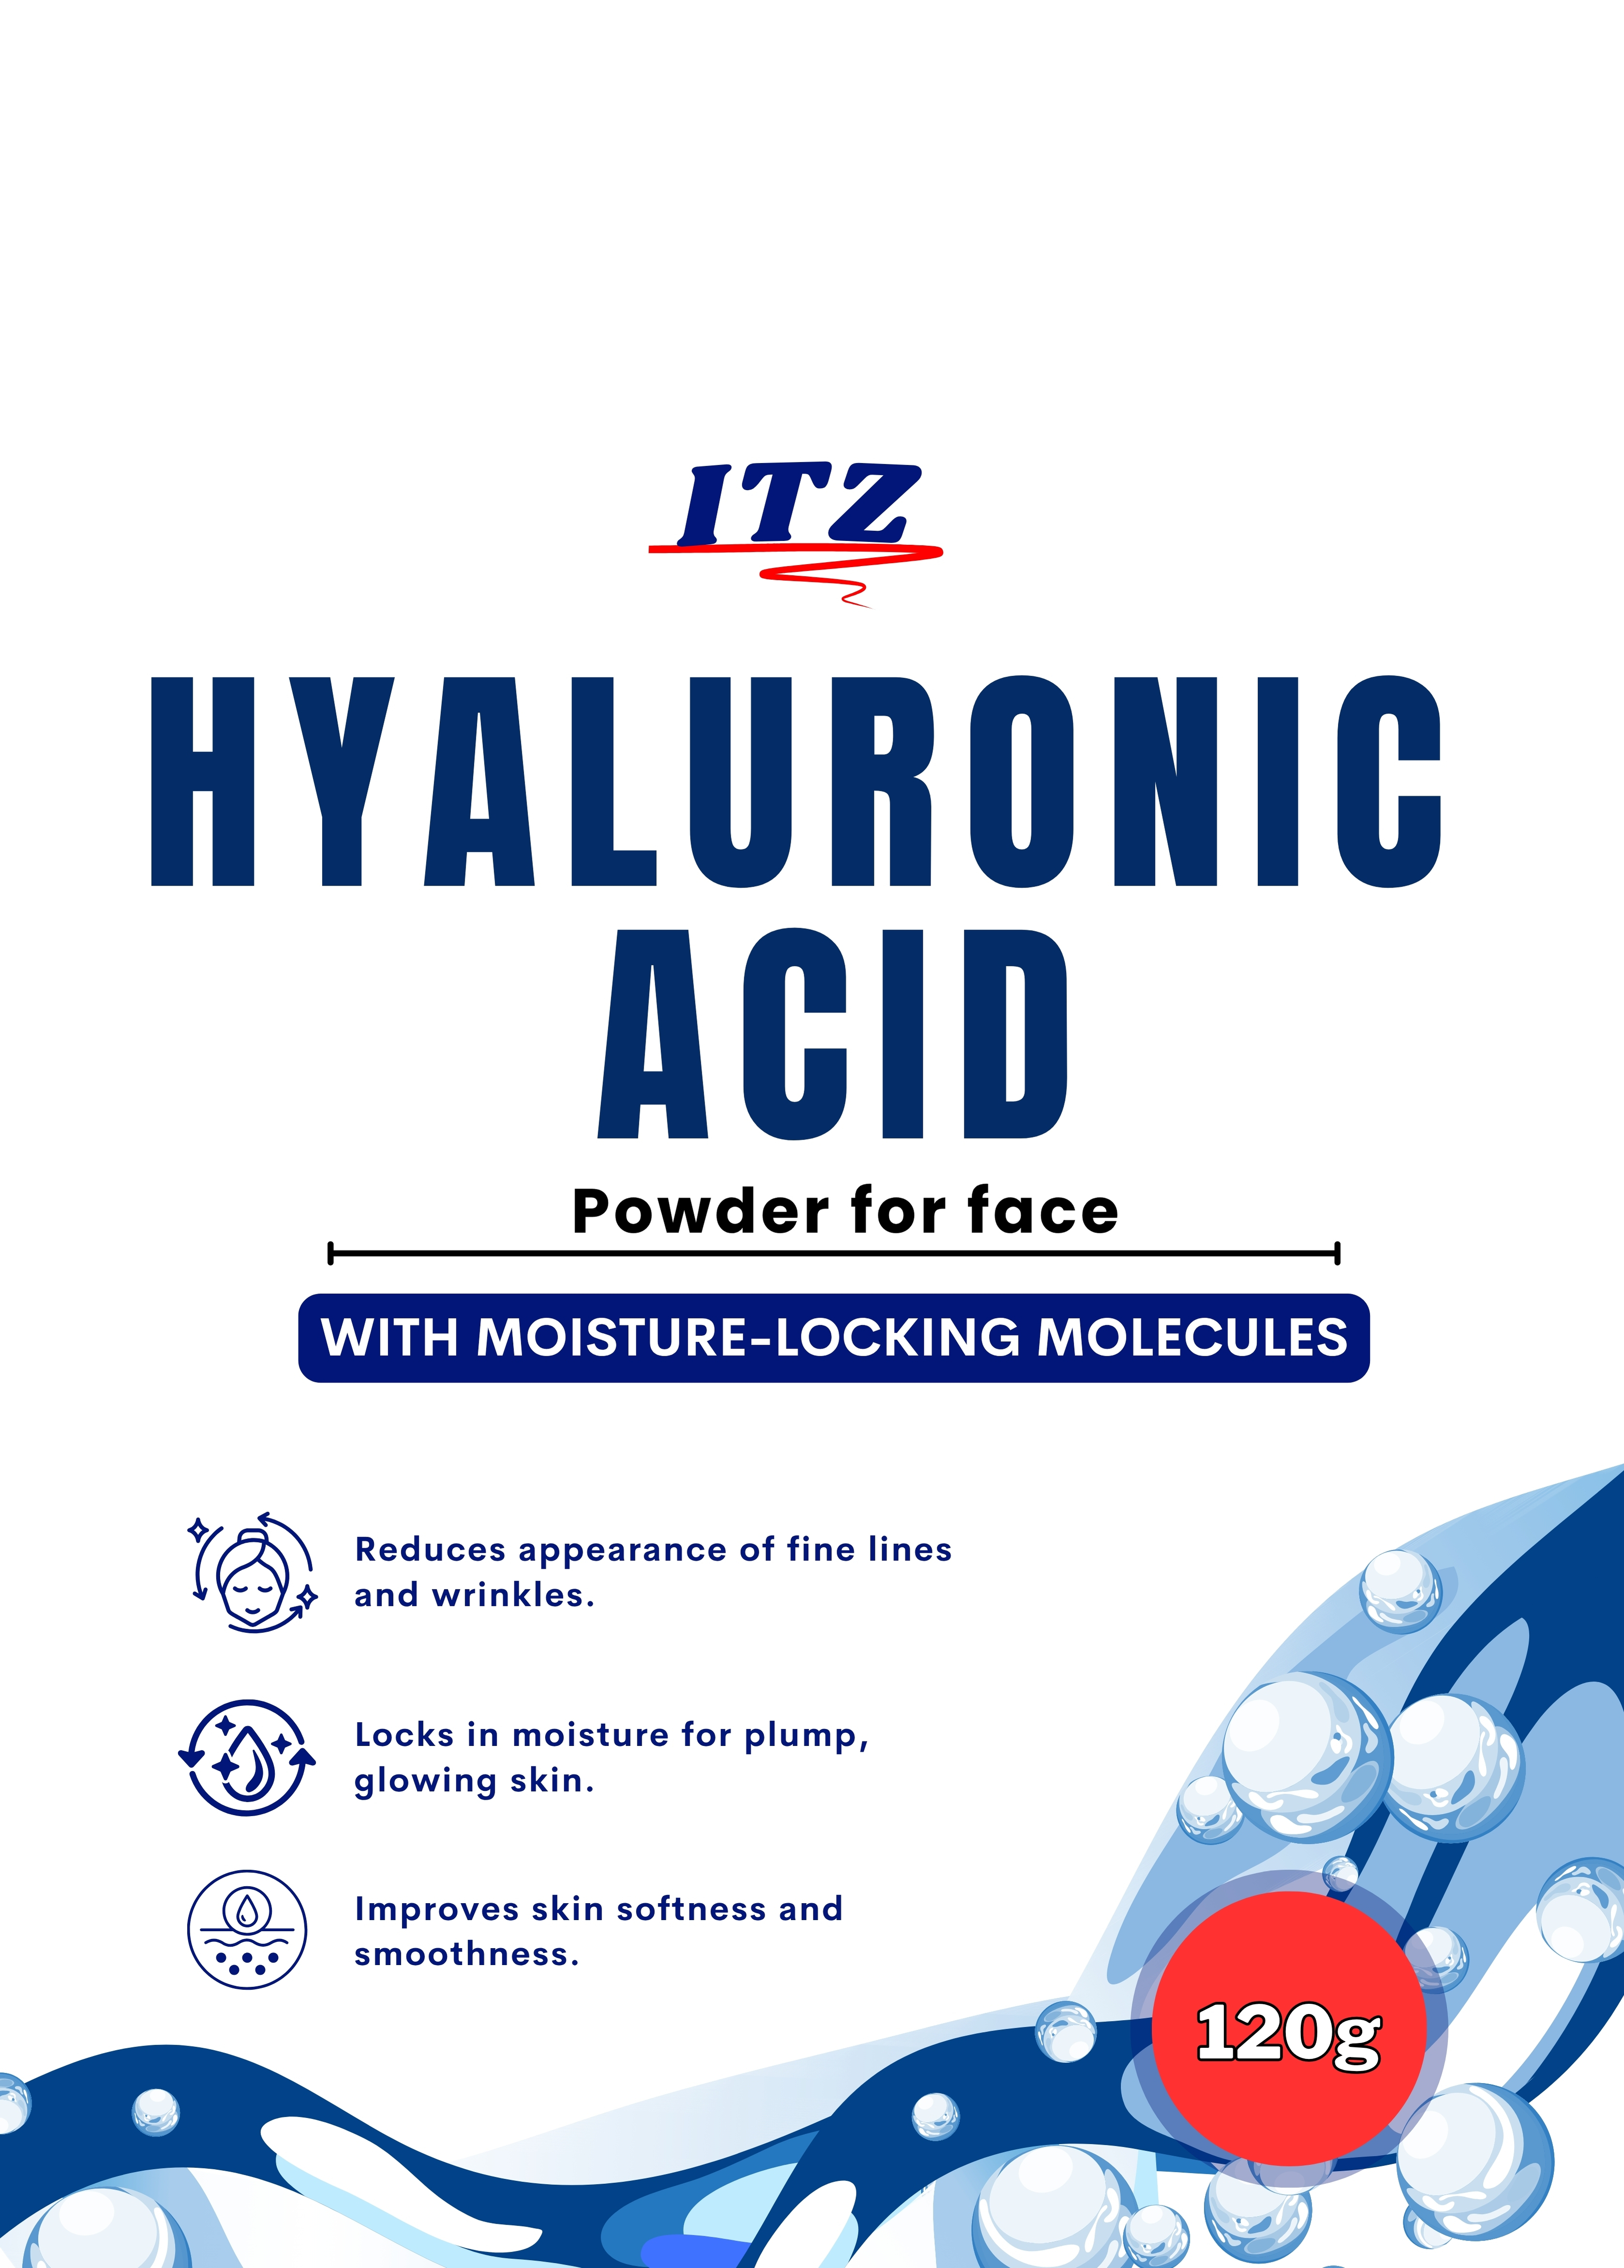 ITZ
HYALURONIC
ACID
Powder for face
WITH MOISTURE-LOCKING MOLECULES
Reduces appearance of fine lines
and wrinkles.
Locks in moisture for plump,
glowing skin.
Improves skin softness and
smoothness.
120g